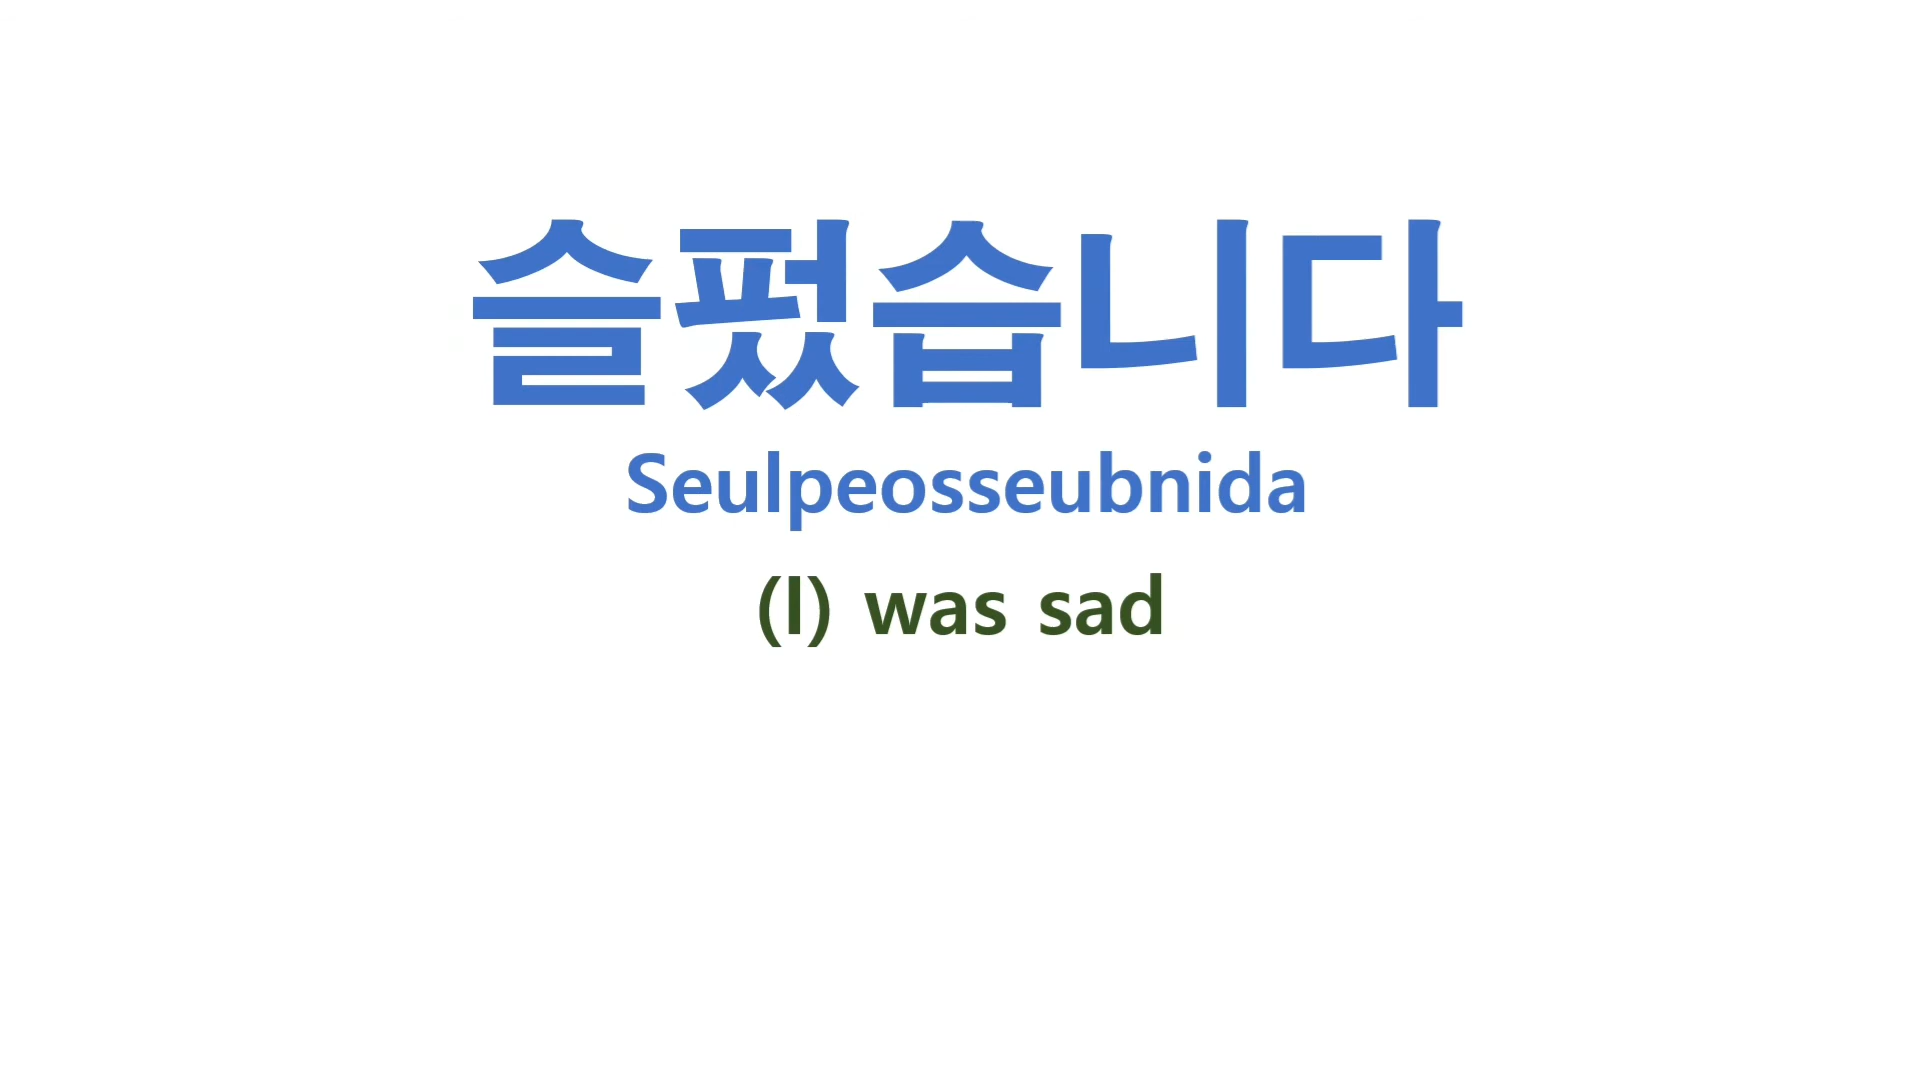 슬펐습니다
Seulpeosseubnida
(I) was sad